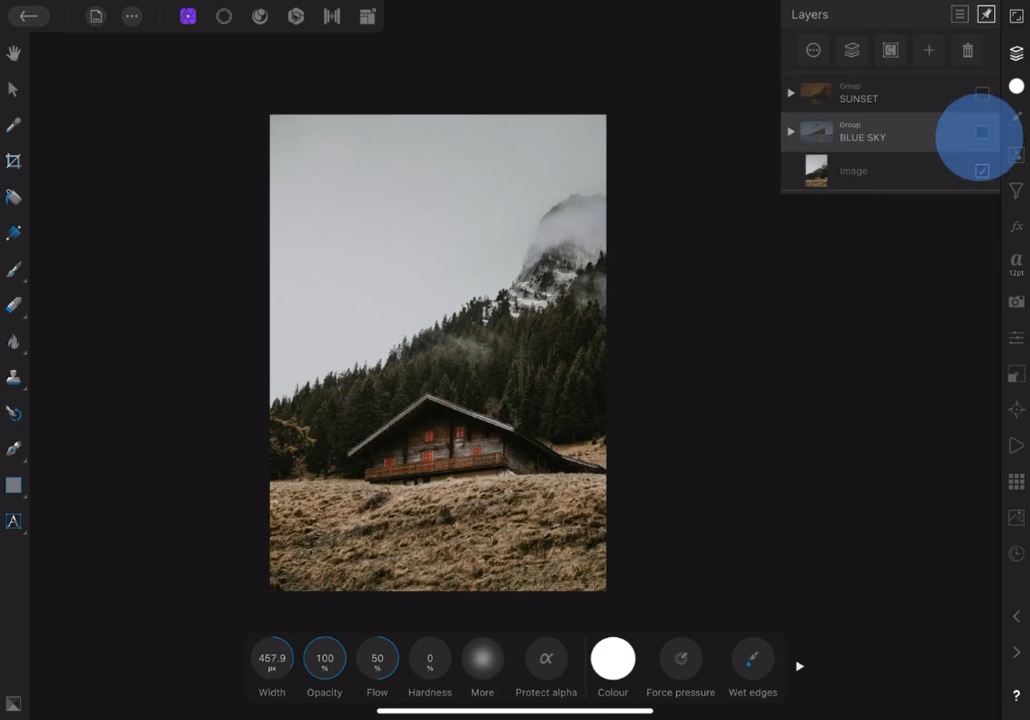 Layers
Group
SUNSET
Group
BLUE SKY
Image
fx
a
12pt
A
457.9
px
100
%
50
%
0
%
α
Width
Opacity
Flow
Hardness
More
Protect alpha
Colour
Force pressure
Wet edges
?